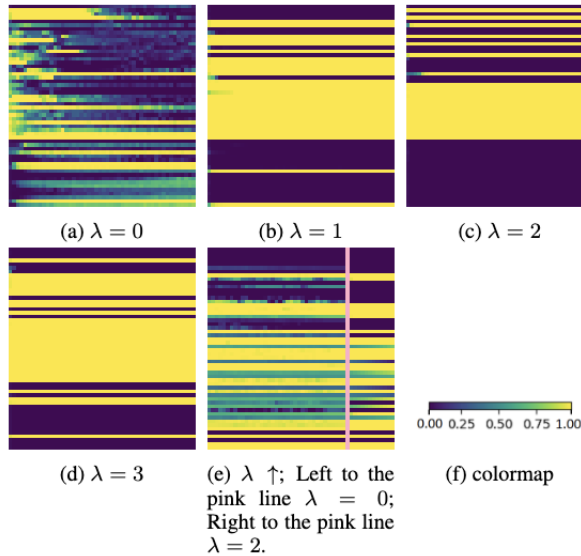 (a) λ = 0
(b) λ = 1
(c) λ = 2
(d) λ = 3
(e) λ ↑; Left to the
pink line λ = 0;
Right to the pink line
λ = 2.
0.00 0.25 0.50 0.75 1.00
(f) colormap